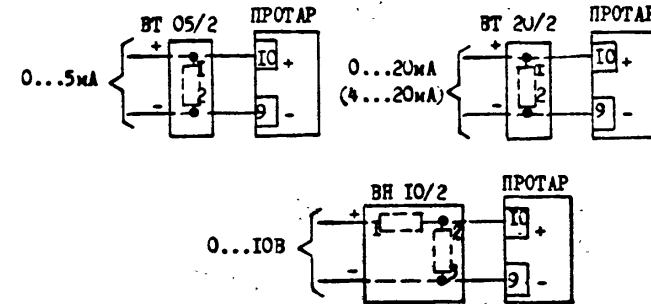 ВТ 05/2 ПРОТАР
+ 1 10 +
0...5мА
- 2 9 -
ВТ 20/2 ПРОТАР
+ 1 10 +
0...20мА
(4...20мА)
- 2 9 -
ВН 10/2 ПРОТАР
+ 1 2 10 +
0...10В
- 9 -